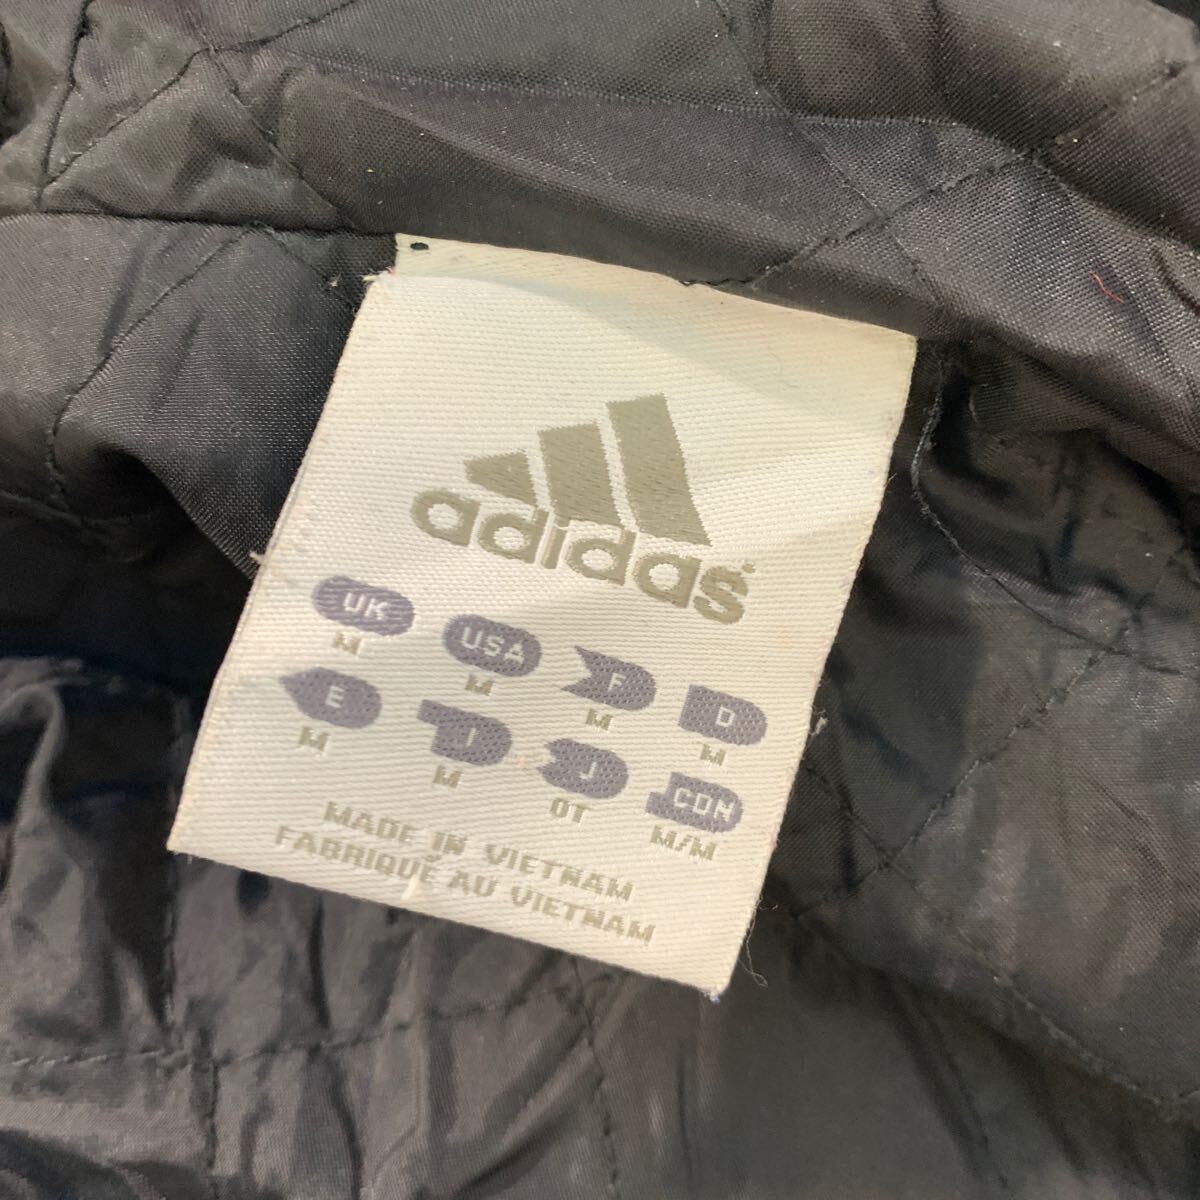 adidas
UK USA F D
M M M M
E I J CDN
M M OT M/M
MADE IN VIETNAM
FABRIQUÉ AU VIETNAM